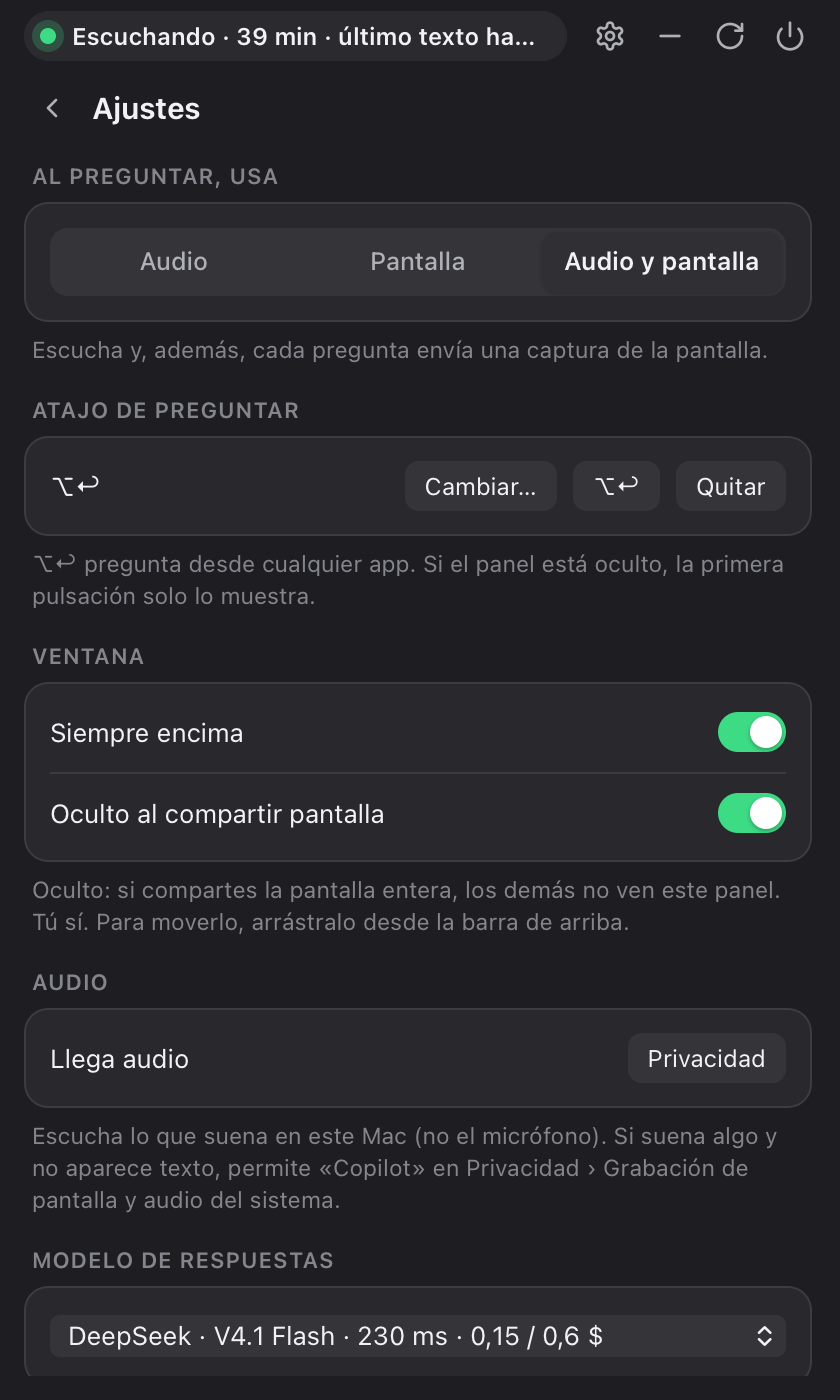 Escuchando · 39 min · último texto ha...
Ajustes
AL PREGUNTAR, USA
Audio
Pantalla
Audio y pantalla
Escucha y, además, cada pregunta envía una captura de la pantalla.
ATAJO DE PREGUNTAR
⌥↩
Cambiar...
⌥↩
Quitar
⌥↩ pregunta desde cualquier app. Si el panel está oculto, la primera
pulsación solo lo muestra.
VENTANA
Siempre encima
Oculto al compartir pantalla
Oculto: si compartes la pantalla entera, los demás no ven este panel.
Tú sí. Para moverlo, arrástralo desde la barra de arriba.
AUDIO
Llega audio
Privacidad
Escucha lo que suena en este Mac (no el micrófono). Si suena algo y
no aparece texto, permite «Copilot» en Privacidad › Grabación de
pantalla y audio del sistema.
MODELO DE RESPUESTAS
DeepSeek · V4.1 Flash · 230 ms · 0,15 / 0,6 $